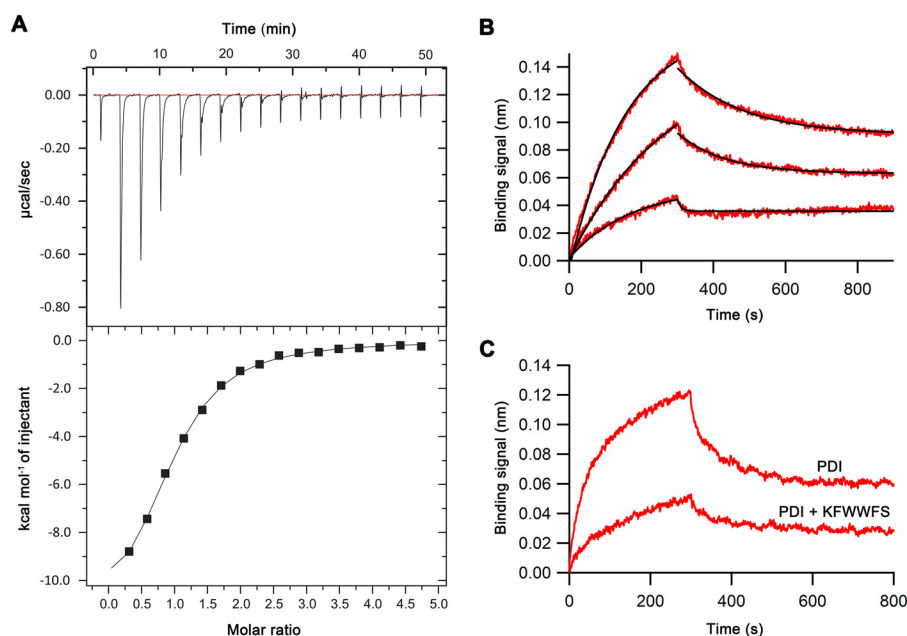 A
Time (min)
0 10 20 30 40 50
0.00
-0.20
-0.40
-0.60
-0.80
µcal/sec
0.0
-2.0
-4.0
-6.0
-8.0
-10.0
kcal mol⁻¹ of injectant
0.0 0.5 1.0 1.5 2.0 2.5 3.0 3.5 4.0 4.5 5.0
Molar ratio
B
0.14
0.12
0.10
0.08
0.06
0.04
0.02
0.00
Binding signal (nm)
0 200 400 600 800
Time (s)
C
0.14
0.12
0.10
0.08
0.06
0.04
0.02
0.00
Binding signal (nm)
PDI
PDI + KFWWFS
0 200 400 600 800
Time (s)